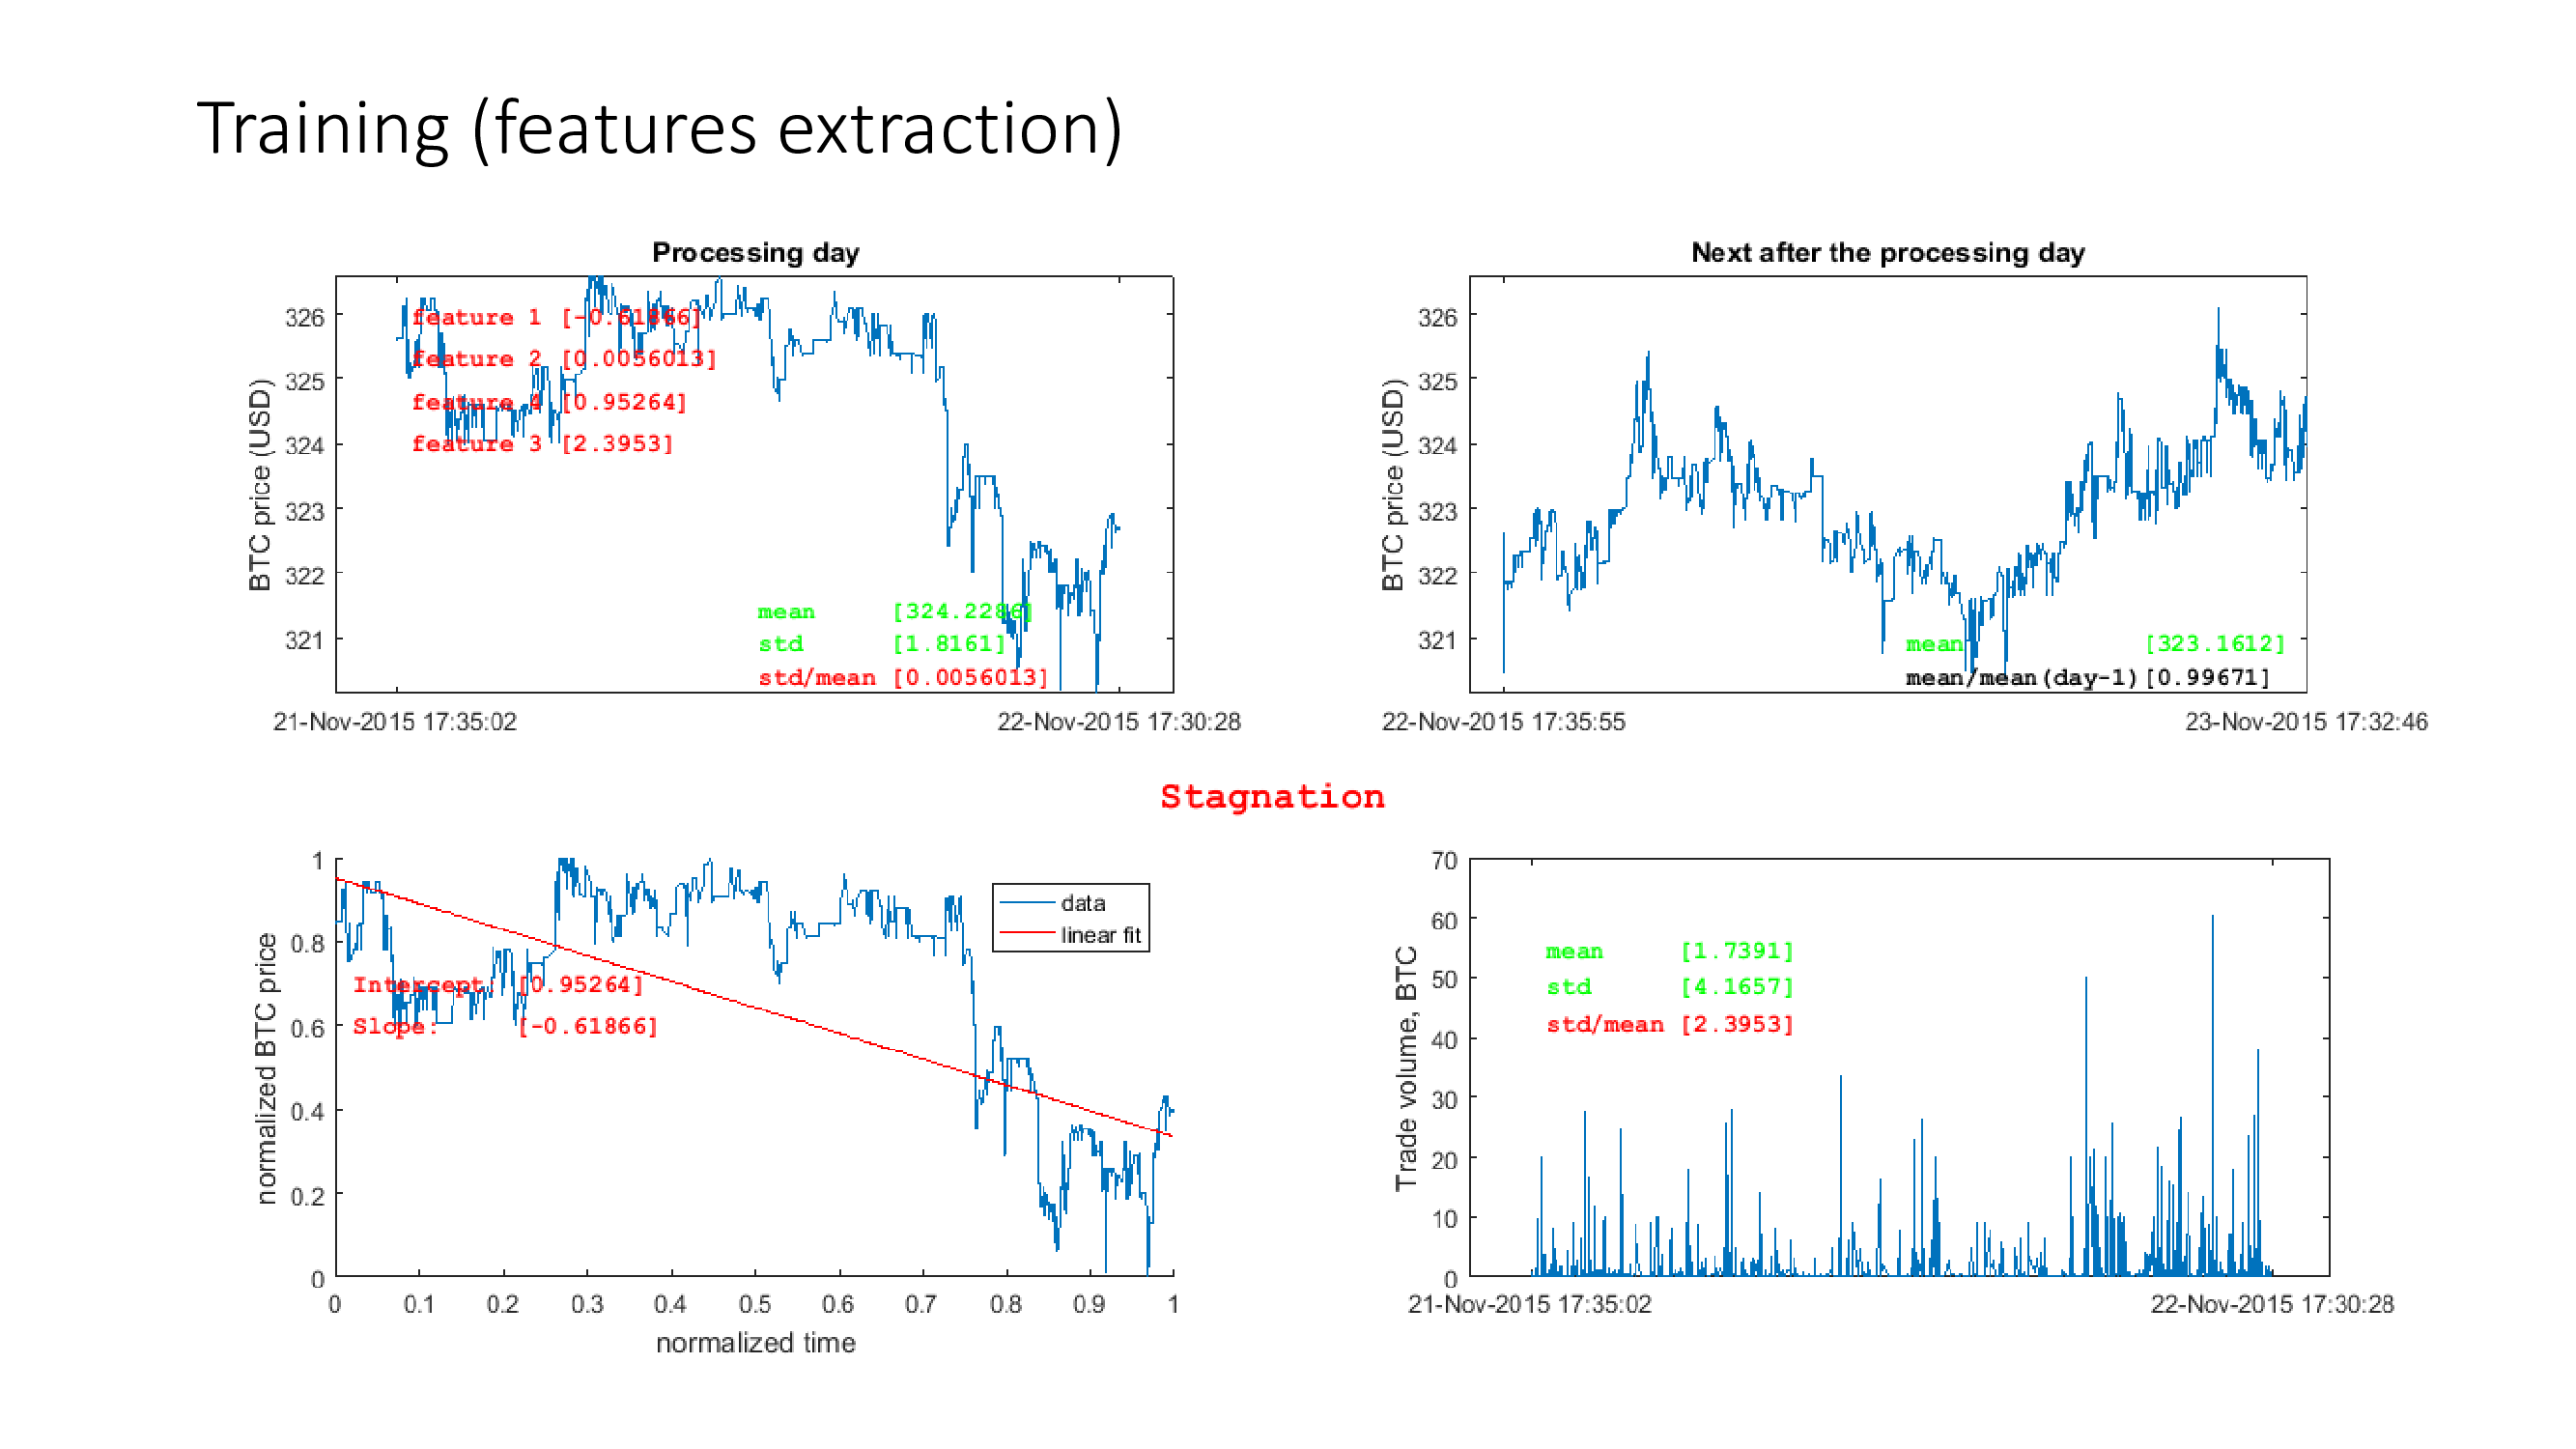 Training (features extraction)
Processing day
BTC price (USD)
326
325
324
323
322
321
feature 1 [-0.61866]
feature 2 [0.0056013]
feature 4 [0.95264]
feature 3 [2.3953]
mean [324.2286]
std [1.8161]
std/mean [0.0056013]
21-Nov-2015 17:35:02
22-Nov-2015 17:30:28
Next after the processing day
BTC price (USD)
326
325
324
323
322
321
mean [323.1612]
mean/mean(day-1) [0.99671]
22-Nov-2015 17:35:55
23-Nov-2015 17:32:46
Stagnation
normalized BTC price
1
0.8
0.6
0.4
0.2
0
data
linear fit
Intercept: [0.95264]
Slope: [-0.61866]
0 0.1 0.2 0.3 0.4 0.5 0.6 0.7 0.8 0.9 1
normalized time
Trade volume, BTC
70
60
50
40
30
20
10
0
mean [1.7391]
std [4.1657]
std/mean [2.3953]
21-Nov-2015 17:35:02
22-Nov-2015 17:30:28